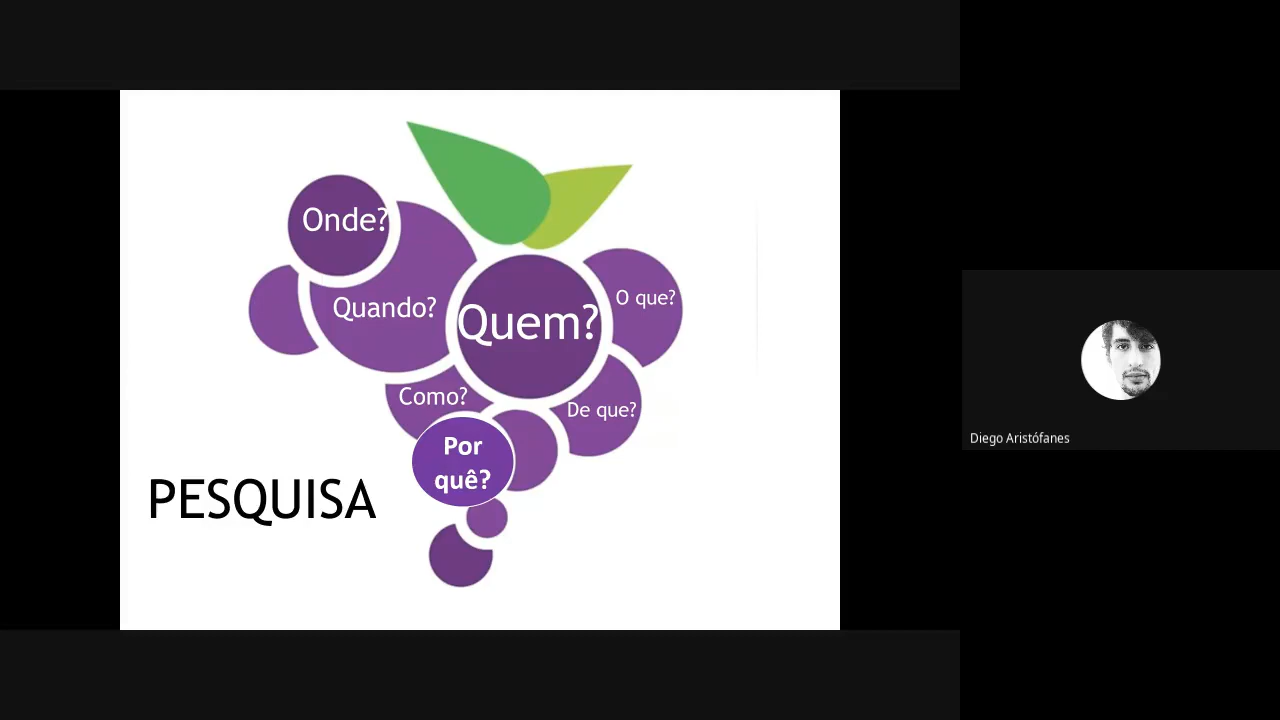 Onde?
Quando?
Quem?
O que?
Como?
De que?
Por
quê?
PESQUISA
Diego Aristófanes